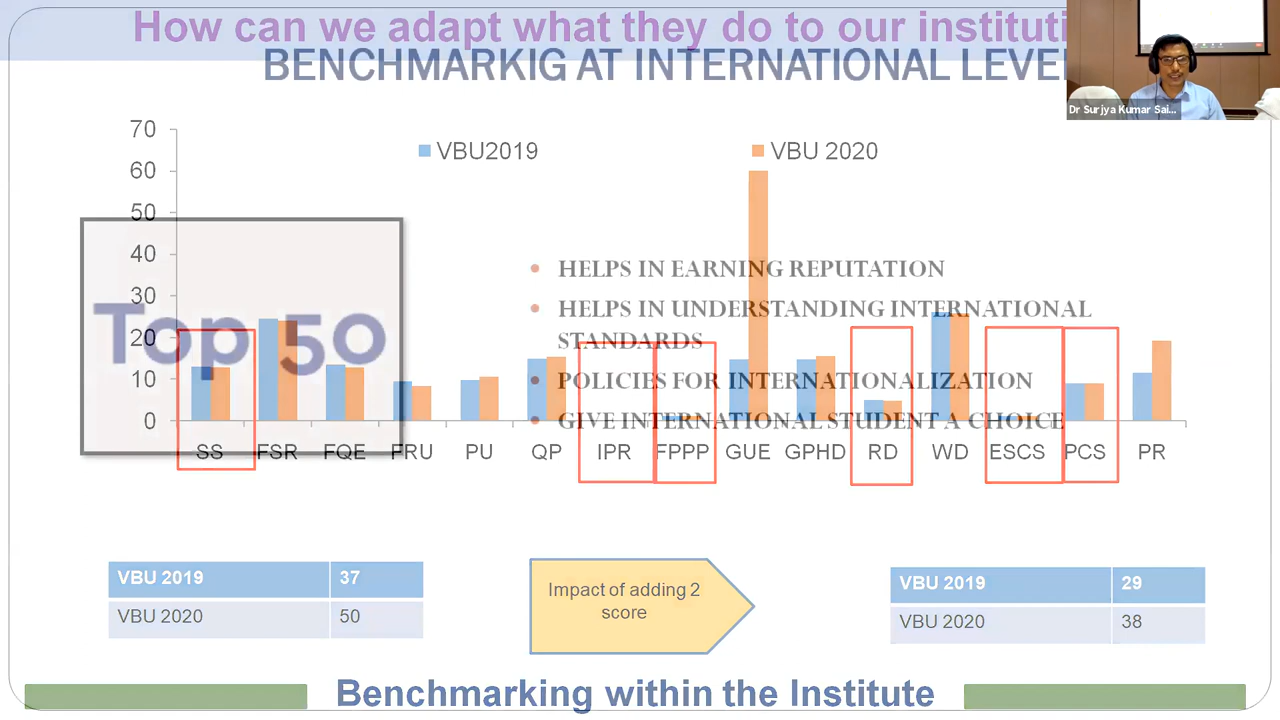 How can we adapt what they do to our instituti
BENCHMARKIG AT INTERNATIONAL LEVE
Dr Surjya Kumar Sai...
70
60
50
40
30
20
10
0
VBU2019
VBU 2020
Top 50
• HELPS IN EARNING REPUTATION
• HELPS IN UNDERSTANDING INTERNATIONAL
STANDARDS
• POLICIES FOR INTERNATIONALIZATION
• GIVE INTERNATIONAL STUDENT A CHOICE
SS FSR FQE FRU PU QP IPR FPPP GUE GPHD RD WD ESCS PCS PR
VBU 2019 37
VBU 2020 50
Impact of adding 2
score
VBU 2019 29
VBU 2020 38
Benchmarking within the Institute